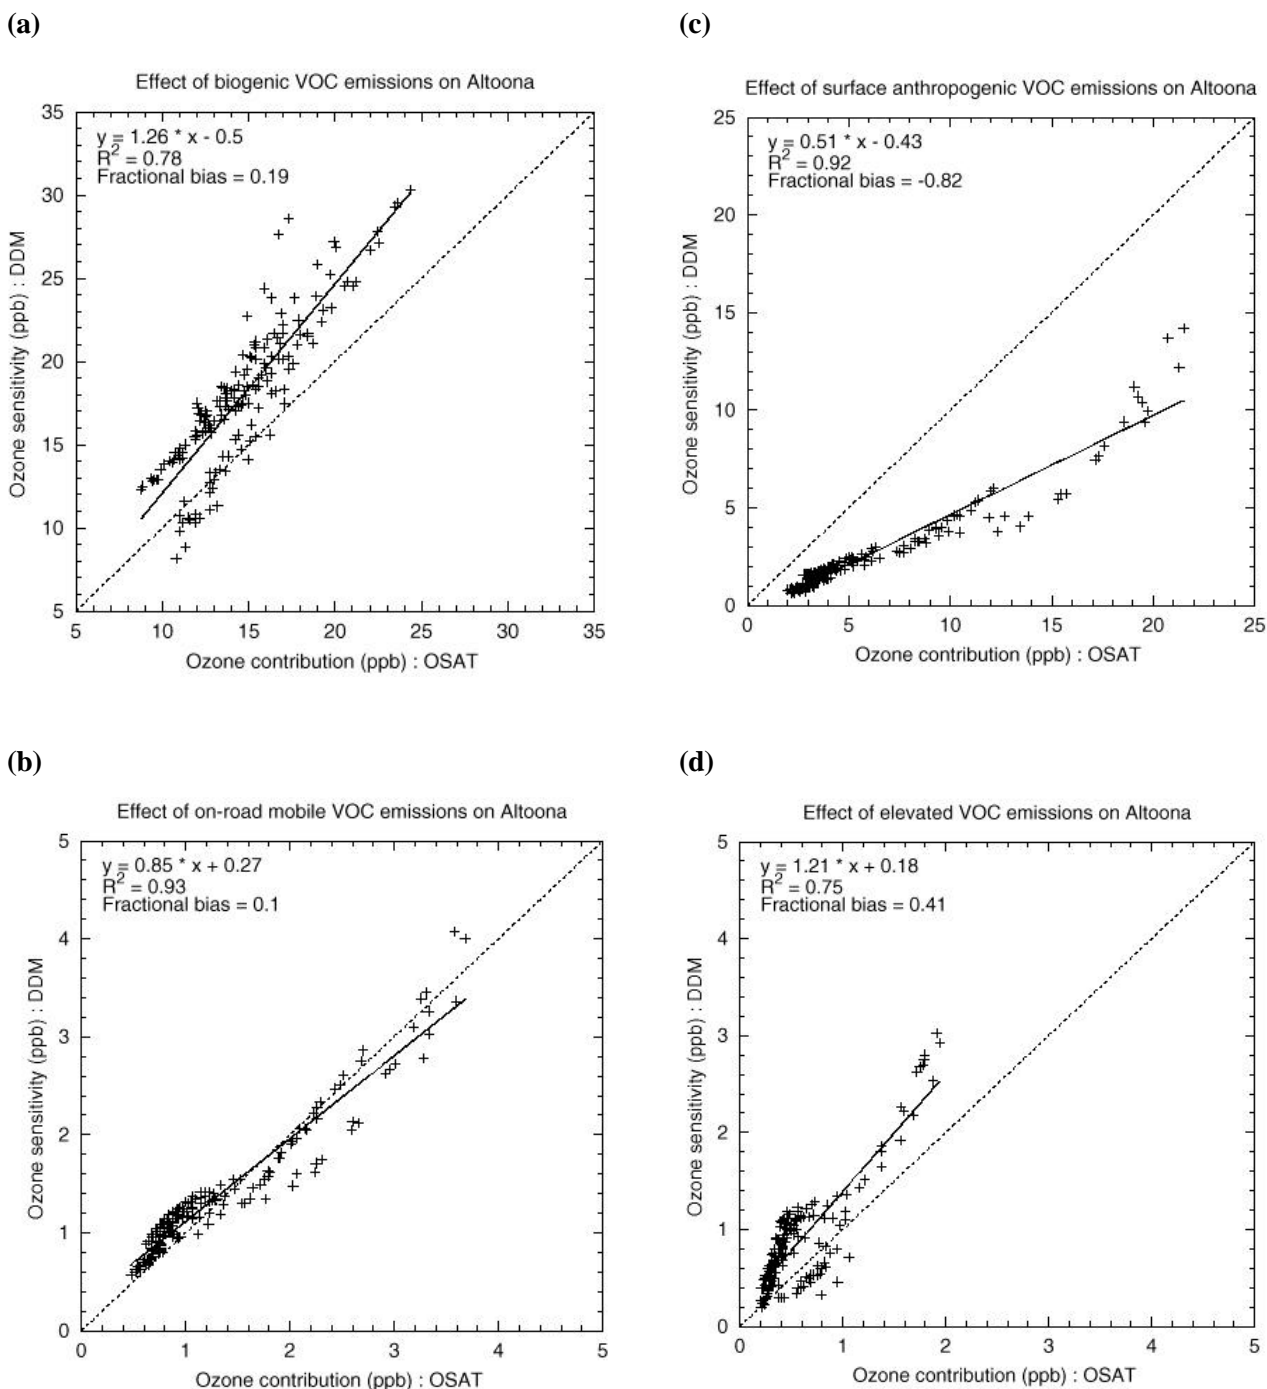 (a)
Effect of biogenic VOC emissions on Altoona
y = 1.26 * x - 0.5
R² = 0.78
Fractional bias = 0.19
Ozone sensitivity (ppb) : DDM
35
30
25
20
15
10
5
5 10 15 20 25 30 35
Ozone contribution (ppb) : OSAT
(c)
Effect of surface anthropogenic VOC emissions on Altoona
y = 0.51 * x - 0.43
R² = 0.92
Fractional bias = -0.82
Ozone sensitivity (ppb) : DDM
25
20
15
10
5
0
0 5 10 15 20 25
Ozone contribution (ppb) : OSAT
(b)
Effect of on-road mobile VOC emissions on Altoona
y = 0.85 * x + 0.27
R² = 0.93
Fractional bias = 0.1
Ozone sensitivity (ppb) : DDM
5
4
3
2
1
0
0 1 2 3 4 5
Ozone contribution (ppb) : OSAT
(d)
Effect of elevated VOC emissions on Altoona
y = 1.21 * x + 0.18
R² = 0.75
Fractional bias = 0.41
Ozone sensitivity (ppb) : DDM
5
4
3
2
1
0
0 1 2 3 4 5
Ozone contribution (ppb) : OSAT